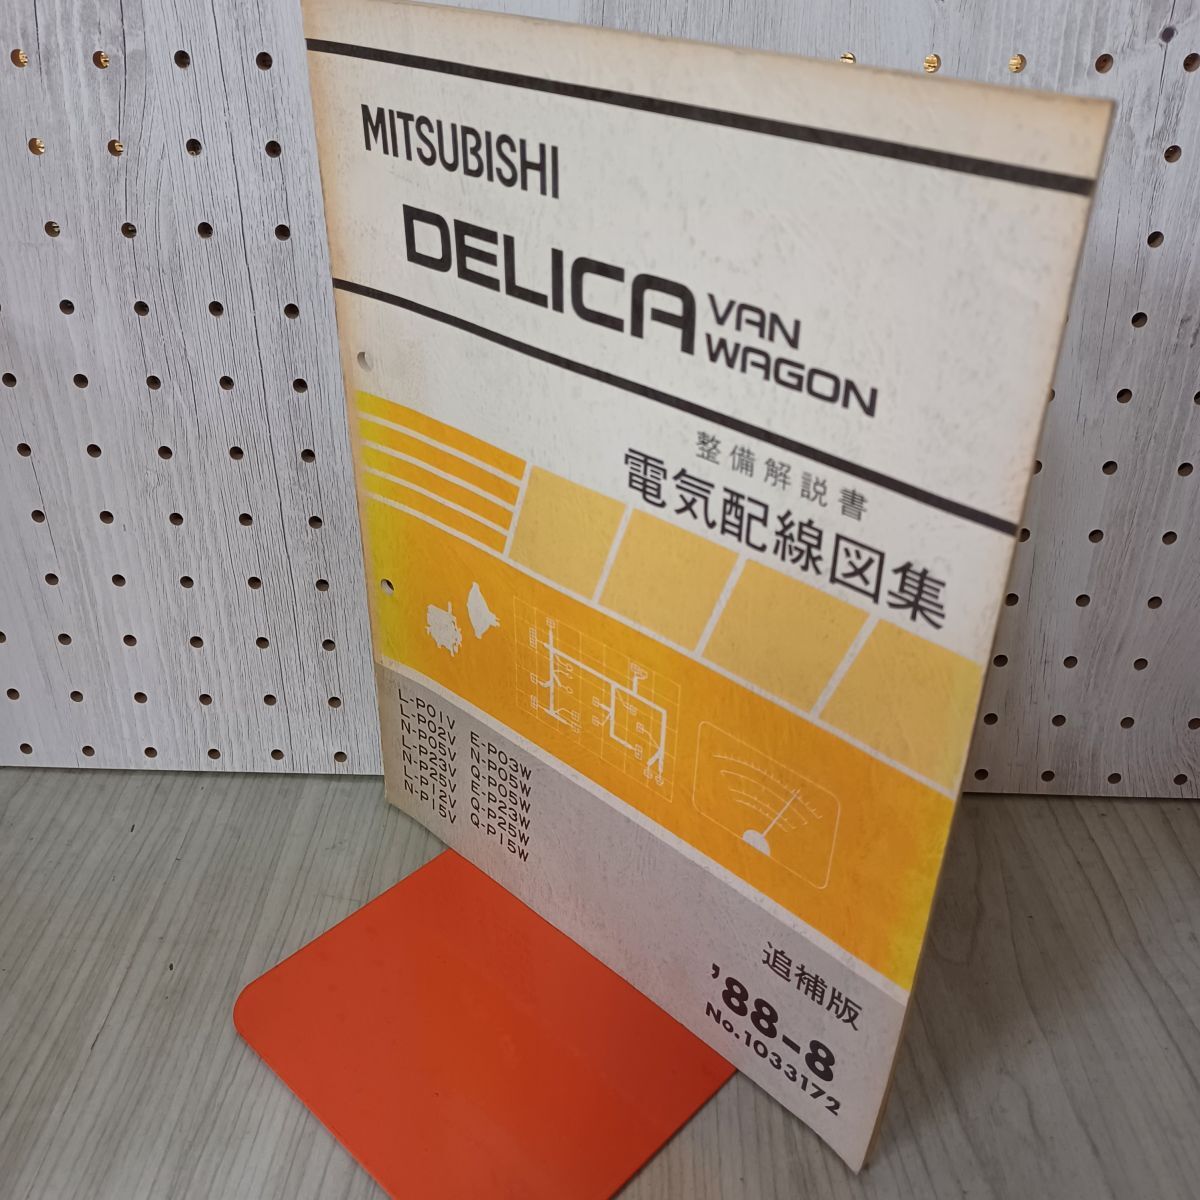 MITSUBISHI
DELICA VAN
WAGON
整備解説書
電気配線図集
L-P01V
L-P02V
N-P05V
L-P23V
N-P25V
L-P12V
N-P15V
E-P03W
N-P05W
Q-P05W
E-P23W
Q-P25W
Q-P15W
追補版
'88-8
No.1033172